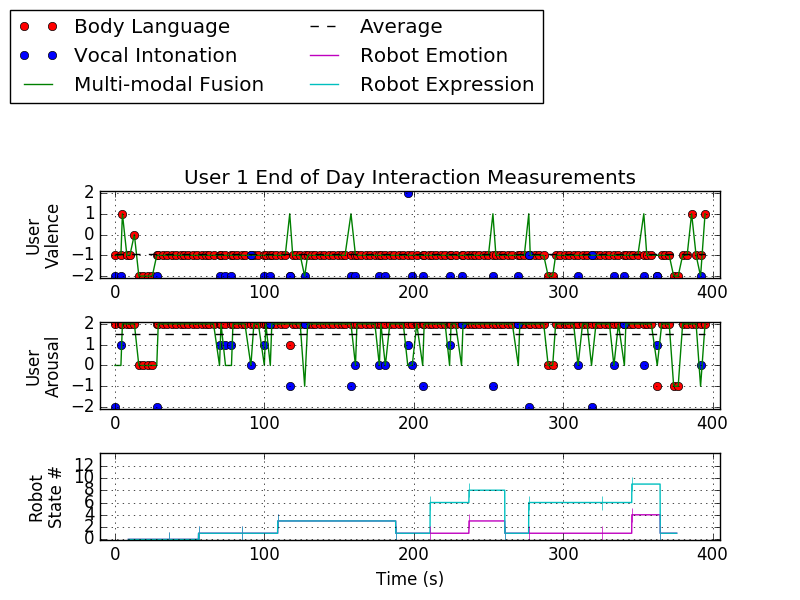 Body Language
Vocal Intonation
Multi-modal Fusion
Average
Robot Emotion
Robot Expression
User 1 End of Day Interaction Measurements
User
Valence
2
1
0
−1
−2
0 100 200 300 400
User
Arousal
2
1
0
−1
−2
0 100 200 300 400
Robot
State #
12
10
8
6
4
2
0
0 100 200 300 400
Time (s)